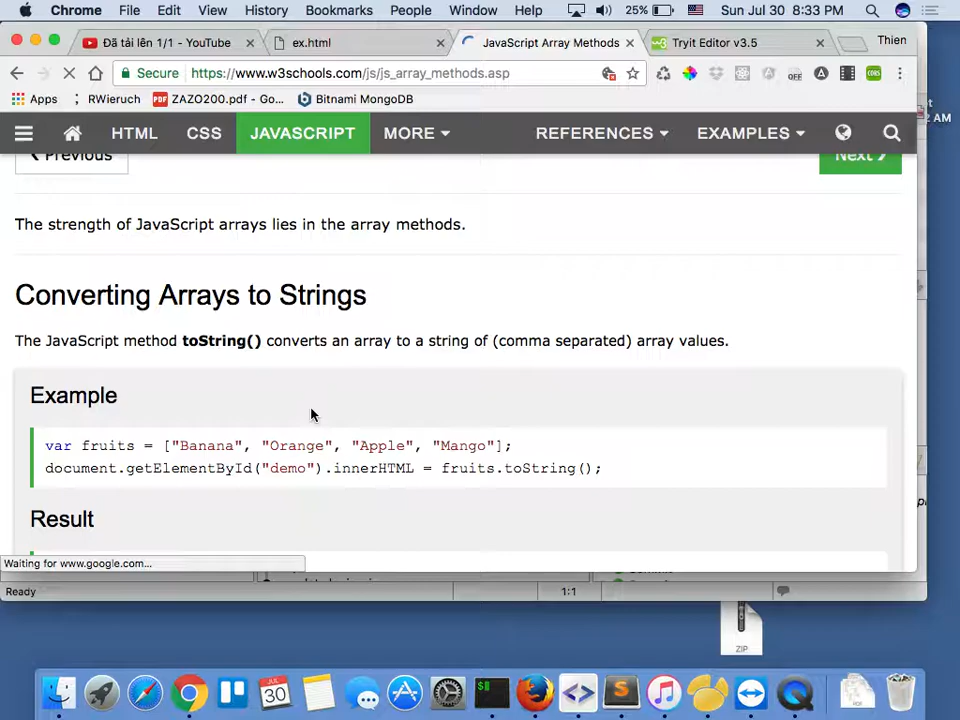 Chrome File Edit View History Bookmarks People Window Help 25% Sun Jul 30 8:33 PM
Đã tải lên 1/1 - YouTube ex.html JavaScript Array Methods Tryit Editor v3.5 Thien
Secure https://www.w3schools.com/js/js_array_methods.asp
Apps RWieruch ZAZO200.pdf - Go... Bitnami MongoDB
HTML CSS JAVASCRIPT MORE REFERENCES EXAMPLES
❮ Previous Next ❯
The strength of JavaScript arrays lies in the array methods.
Converting Arrays to Strings
The JavaScript method toString() converts an array to a string of (comma separated) array values.
Example
var fruits = ["Banana", "Orange", "Apple", "Mango"];
document.getElementById("demo").innerHTML = fruits.toString();
Result
Waiting for www.google.com...
Ready 1:1
ZIP
JUL
30